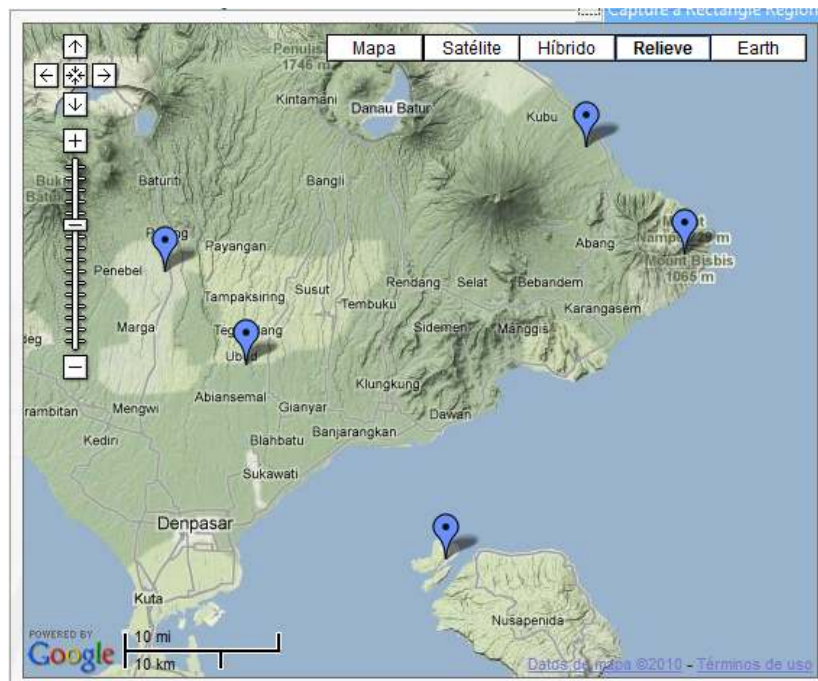 Capture a Rectangle Region
Mapa Satélite Híbrido Relieve Earth
1746 m
Kintamani
Danau Batur
Kubu
Baturiti
Bangli
Payangan
Abang
Penebel
Mount Bisbis
1065 m
Rendang Selat Bebandem
Tampaksiring
Susut
Tembuku
Karangasem
Marga
Sidemen
Manggis
Klungkung
Abiansemal
Gianyar
Mengwi
Dawan
Kediri
Blahbatu
Banjarangkan
Sukawati
Denpasar
Kuta
Nusapenida
POWERED BY
Google
10 mi
10 km
Datos de mapa ©2010 - Términos de uso